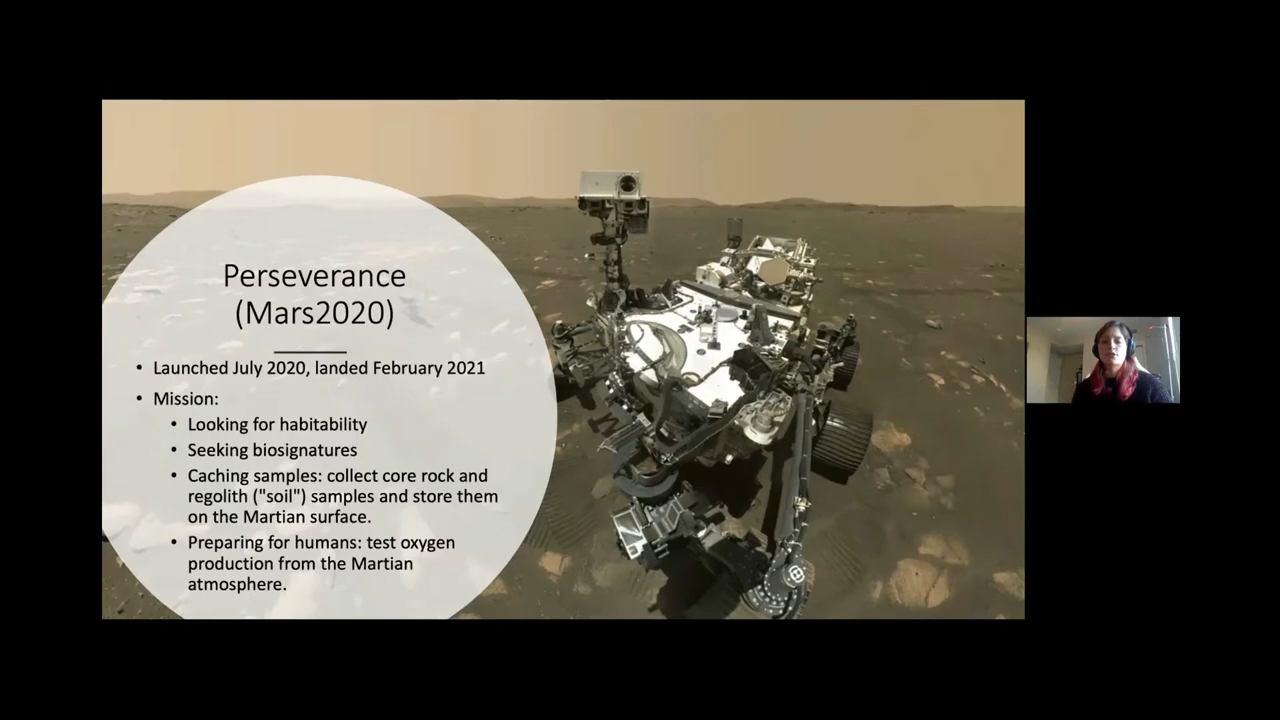 Perseverance
(Mars2020)
• Launched July 2020, landed February 2021
• Mission:
• Looking for habitability
• Seeking biosignatures
• Caching samples: collect core rock and
regolith ("soil") samples and store them
on the Martian surface.
• Preparing for humans: test oxygen
production from the Martian
atmosphere.